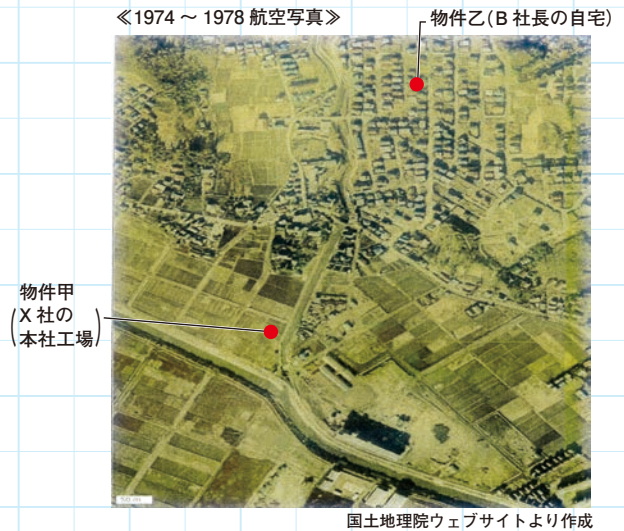 ≪1974 ～ 1978 航空写真≫
物件乙(B 社長の自宅)
物件甲
(X 社の
本社工場)
50 m
国土地理院ウェブサイトより作成